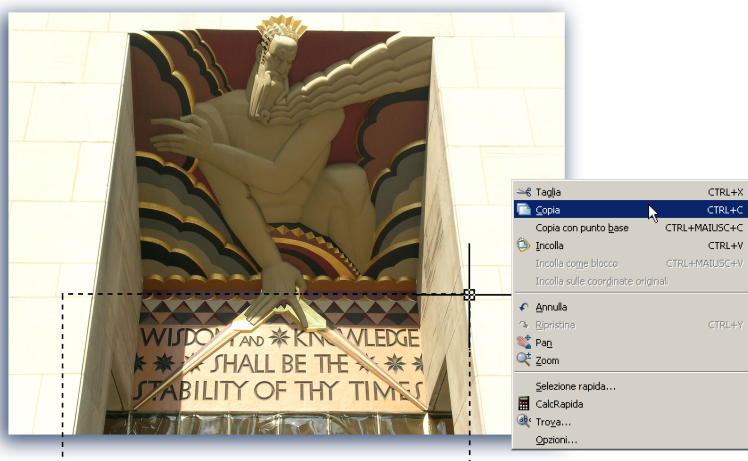 WISDOM AND ✶ KNOWLEDGE
✶ ✶ SHALL BE THE ✶ ✶
STABILITY OF THY TIMES
Taglia CTRL+X
Copia CTRL+C
Copia con punto base CTRL+MAIUSC+C
Incolla CTRL+V
Incolla come blocco CTRL+MAIUSC+V
Incolla sulle coordinate originali
Annulla
Ripristina CTRL+Y
Pan
Zoom
Selezione rapida...
CalcRapida
Trova...
Opzioni...